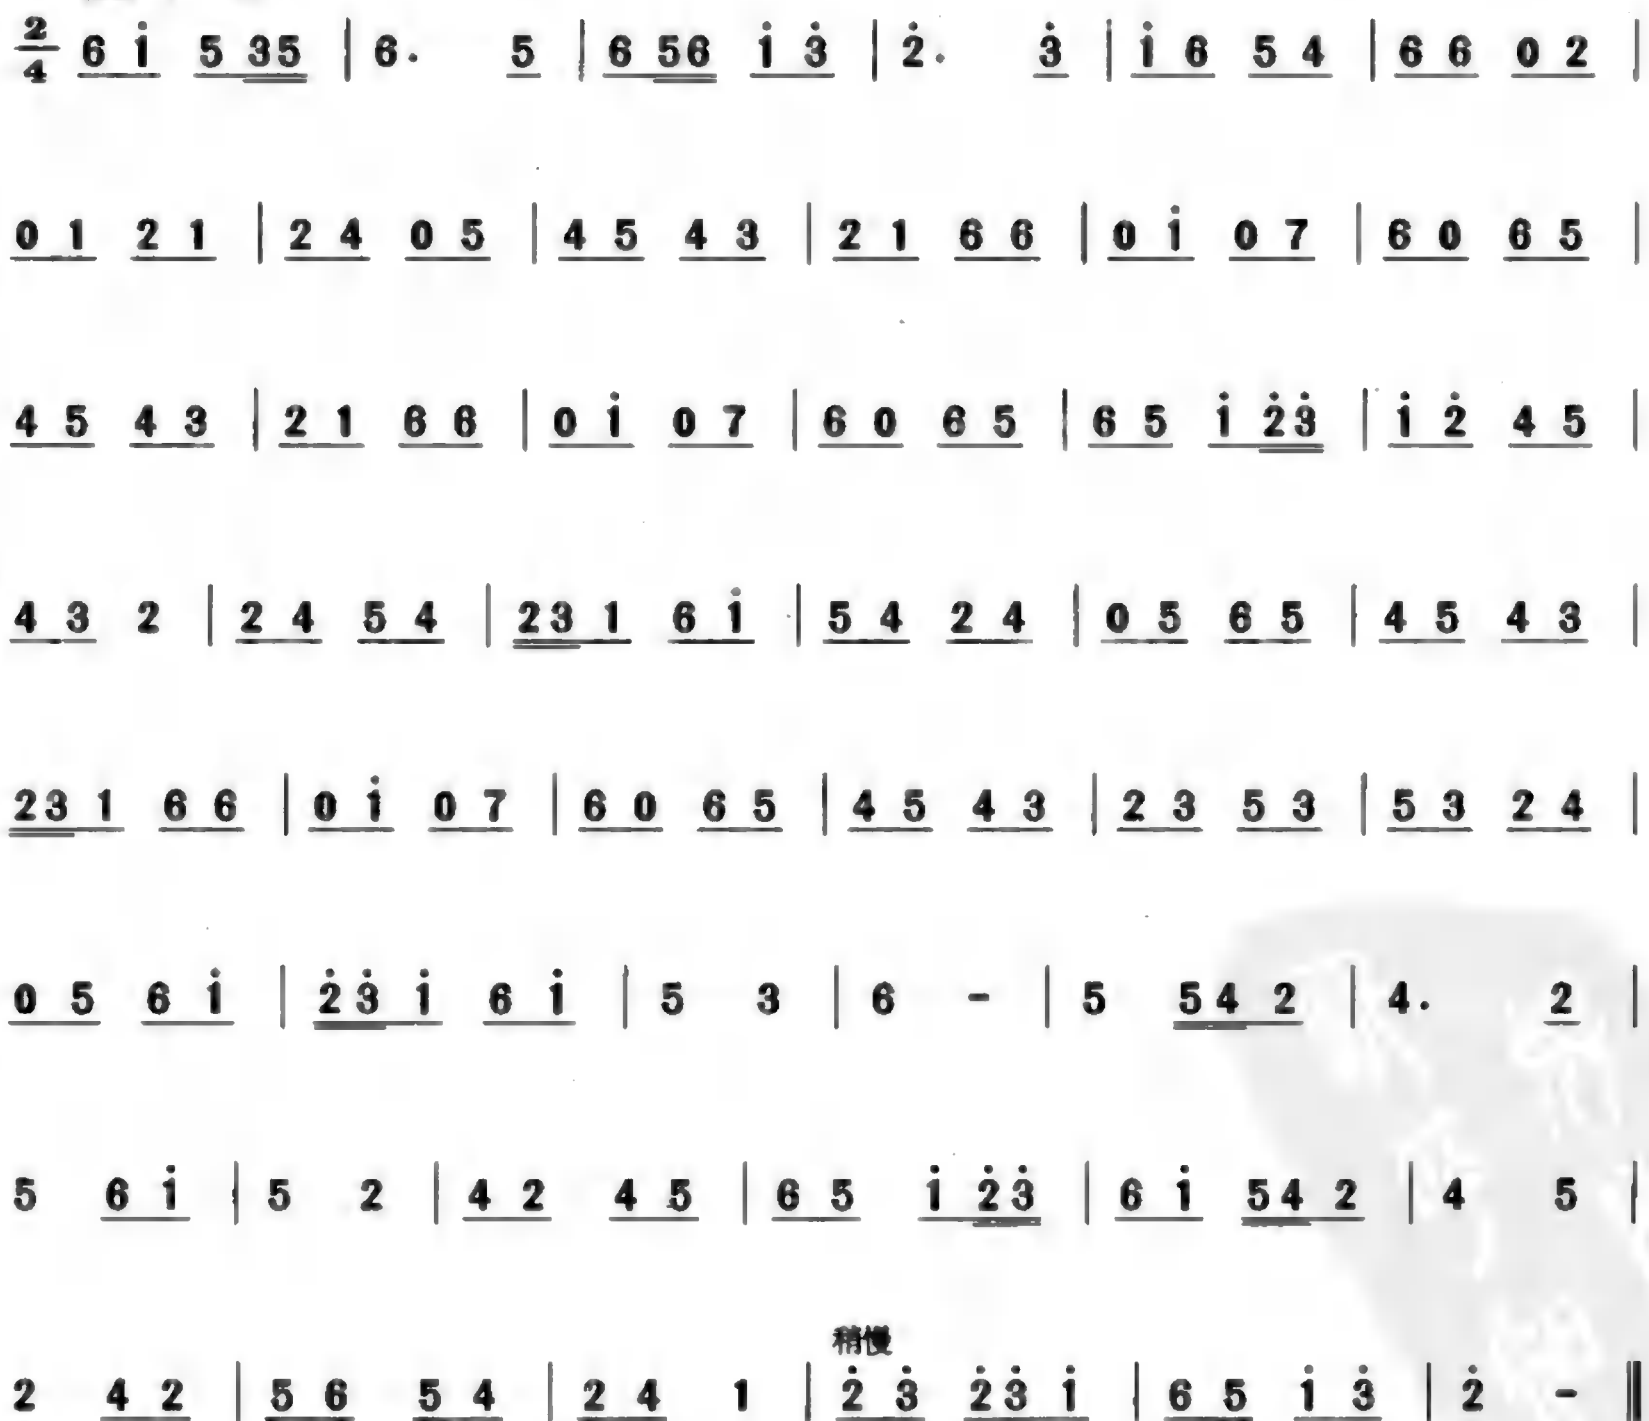 2/4 6 i̇ 5 35 | 6. 5 | 6 56 i̇ 3̇ | 2̇. 3̇ | i̇ 6 5 4 | 6 6 0 2 |
0 1 2 1 | 2 4 0 5 | 4 5 4 3 | 2 1 6 6 | 0 i̇ 0 7 | 6 0 6 5 |
4 5 4 3 | 2 1 6 6 | 0 i̇ 0 7 | 6 0 6 5 | 6 5 i̇ 2̇3̇ | i̇ 2̇ 4 5 |
4 3 2 | 2 4 5 4 | 23 1 6 i̇ | 5 4 2 4 | 0 5 6 5 | 4 5 4 3 |
23 1 6 6 | 0 i̇ 0 7 | 6 0 6 5 | 4 5 4 3 | 2 3 5 3 | 5 3 2 4 |
0 5 6 i̇ | 2̇3̇ i̇ 6 i̇ | 5 3 | 6 - | 5 54 2 | 4. 2 |
5 6 i̇ | 5 2 | 4 2 4 5 | 6 5 i̇ 2̇3̇ | 6 i̇ 54 2 | 4 5 |
稍慢
2 4 2 | 5 6 5 4 | 2 4 1 | 2̇ 3̇ 2̇3̇ i̇ | 6 5 i̇ 3̇ | 2̇ - ‖